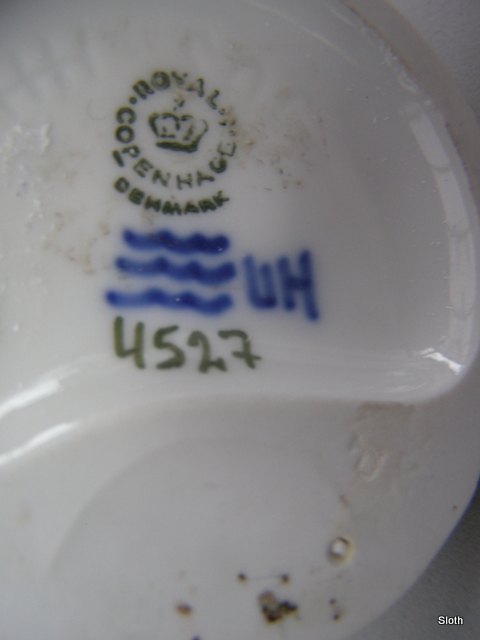 ROYAL COPENHAGEN
DENMARK
UH
4527
Sloth